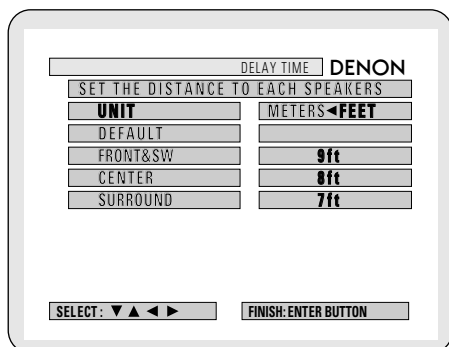 DELAY TIME DENON
SET THE DISTANCE TO EACH SPEAKERS
UNIT METERS◄FEET
DEFAULT
FRONT&SW 9ft
CENTER 8ft
SURROUND 7ft
SELECT: ▼ ▲ ◄ ► FINISH: ENTER BUTTON